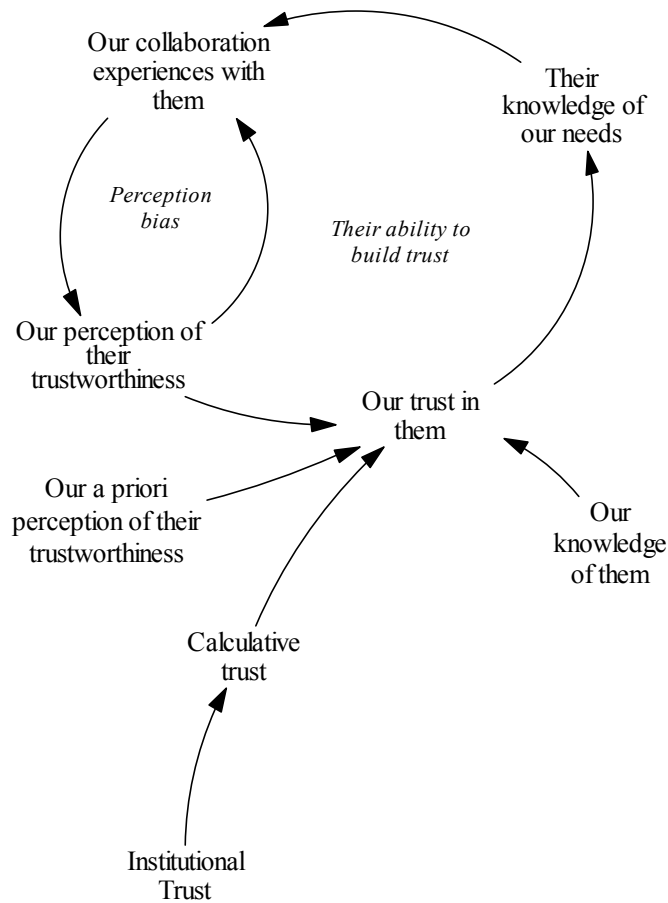 Our collaboration
experiences with
them
Their
knowledge of
our needs
Perception
bias
Their ability to
build trust
Our perception of
their
trustworthiness
Our trust in
them
Our a priori
perception of their
trustworthiness
Our
knowledge
of them
Calculative
trust
Institutional
Trust